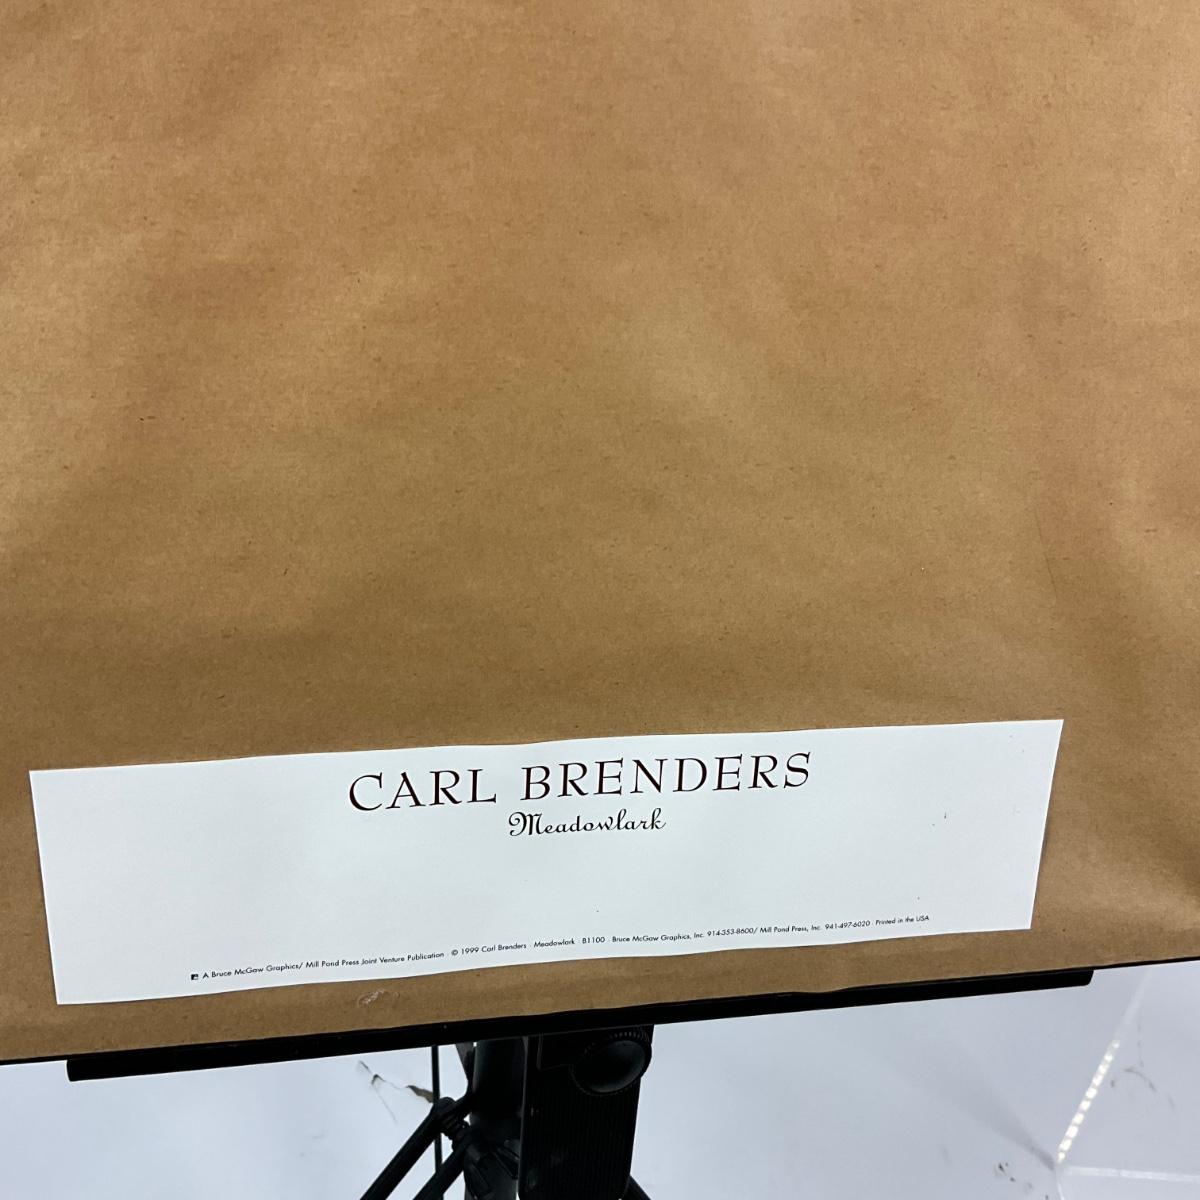 CARL BRENDERS
Meadowlark
A Bruce McGaw Graphics/ Mill Pond Press Joint Venture Publication · © 1999 Carl Brenders · Meadowlark · B1100 · Bruce McGaw Graphics, Inc. 914-353-8600/ Mill Pond Press, Inc. 941-497-6020 · Printed in the USA